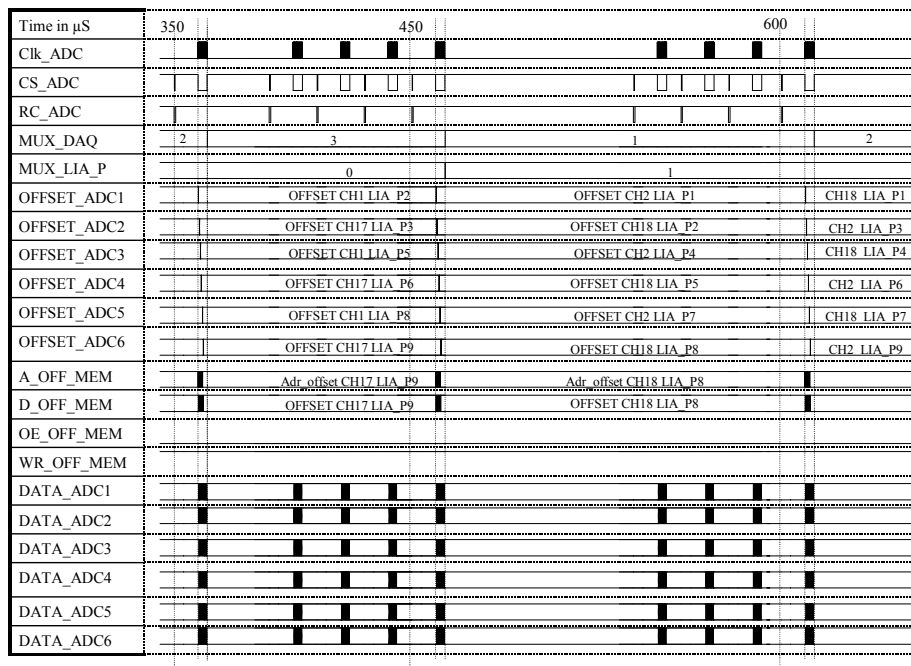 Time in µS 350 450 600
Clk_ADC
CS_ADC
RC_ADC
MUX_DAQ 2 3 1 2
MUX_LIA_P 0 1
OFFSET_ADC1 OFFSET CH1 LIA_P2 OFFSET CH2 LIA_P1 CH18 LIA_P1
OFFSET_ADC2 OFFSET CH17 LIA_P3 OFFSET CH18 LIA_P2 CH2 LIA_P3
OFFSET_ADC3 OFFSET CH1 LIA_P5 OFFSET CH2 LIA_P4 CH18 LIA_P4
OFFSET_ADC4 OFFSET CH17 LIA_P6 OFFSET CH18 LIA_P5 CH2 LIA_P6
OFFSET_ADC5 OFFSET CH1 LIA_P8 OFFSET CH2 LIA_P7 CH18 LIA_P7
OFFSET_ADC6 OFFSET CH17 LIA_P9 OFFSET CH18 LIA_P8 CH2 LIA_P9
A_OFF_MEM Adr_offset CH17 LIA_P9 Adr_offset CH18 LIA_P8
D_OFF_MEM OFFSET CH17 LIA_P9 OFFSET CH18 LIA_P8
OE_OFF_MEM
WR_OFF_MEM
DATA_ADC1
DATA_ADC2
DATA_ADC3
DATA_ADC4
DATA_ADC5
DATA_ADC6